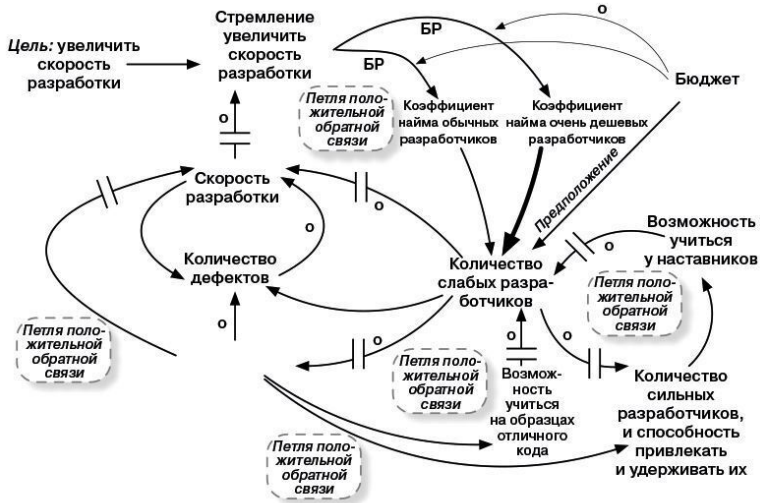 Цель: увеличить
скорость
разработки
Стремление
увеличить
скорость
разработки
БР
БР
о
о
Бюджет
Петля поло-
жительной
обратной
связи
Коэффициент
найма обычных
разработчиков
Коэффициент
найма очень дешевых
разработчиков
Предположение
Скорость
разработки
о
о
Количество
дефектов
Количество
слабых разра-
ботчиков
о
Возможность
учиться
у наставников
Петля поло-
жительной
обратной
связи
Петля поло-
жительной
обратной
связи
о
о
Петля поло-
жительной
обратной
связи
о
Возмож-
ность
учиться
на образцах
отличного
кода
о
Количество
сильных
разработчиков,
и способность
привлекать
и удерживать их
Петля поло-
жительной
обратной
связи